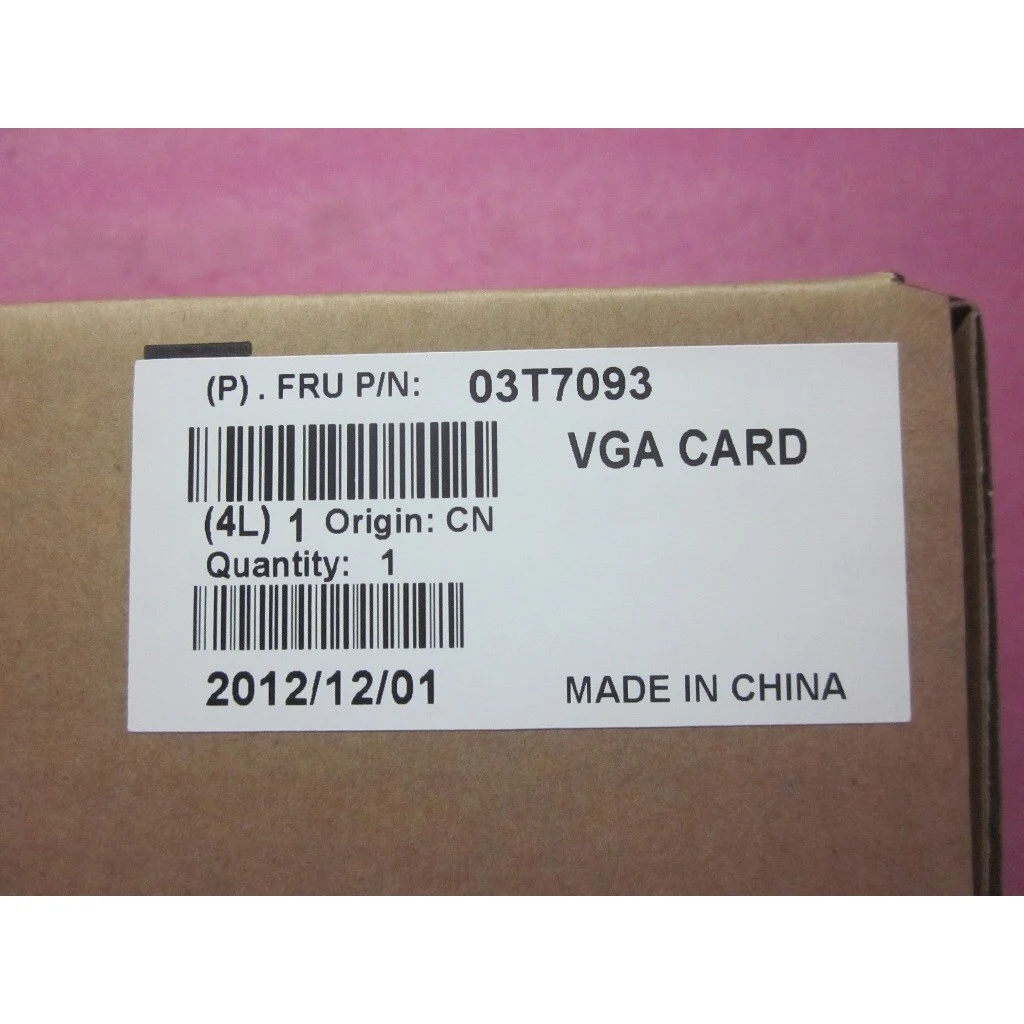 (P). FRU P/N: 03T7093
VGA CARD
(4L) 1 Origin: CN
Quantity: 1
2012/12/01
MADE IN CHINA